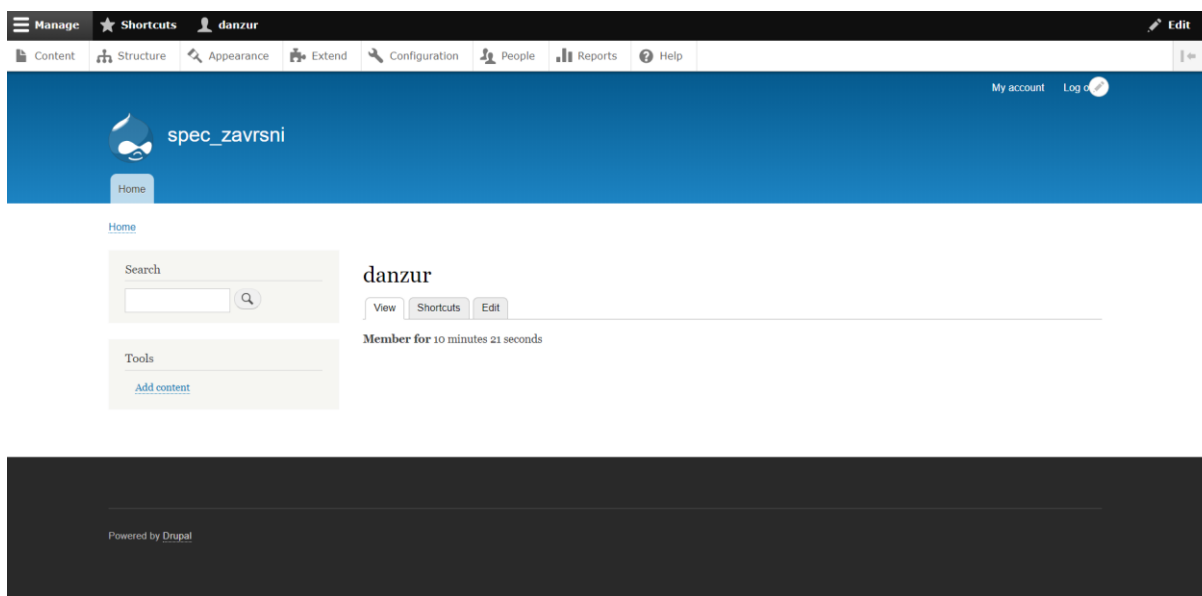 Manage Shortcuts danzur Edit
Content Structure Appearance Extend Configuration People Reports Help
My account Log o
spec_zavrsni
Home
Home
Search
danzur
View Shortcuts Edit
Member for 10 minutes 21 seconds
Tools
Add content
Powered by Drupal